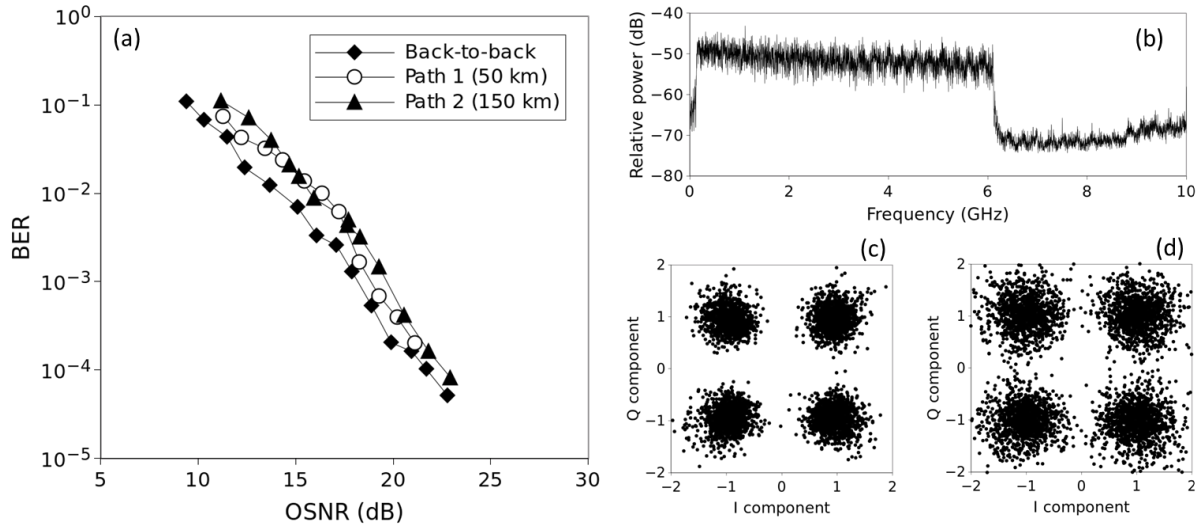 (a)
10⁰
10⁻¹
10⁻²
10⁻³
10⁻⁴
10⁻⁵
BER
5 10 15 20 25 30
OSNR (dB)
Back-to-back
Path 1 (50 km)
Path 2 (150 km)
(b)
−40
−50
−60
−70
−80
Relative power (dB)
0 2 4 6 8 10
Frequency (GHz)
(c)
2
1
0
−1
−2
Q component
−2 −1 0 1 2
I component
(d)
2
1
0
−1
−2
Q component
−2 −1 0 1 2
I component